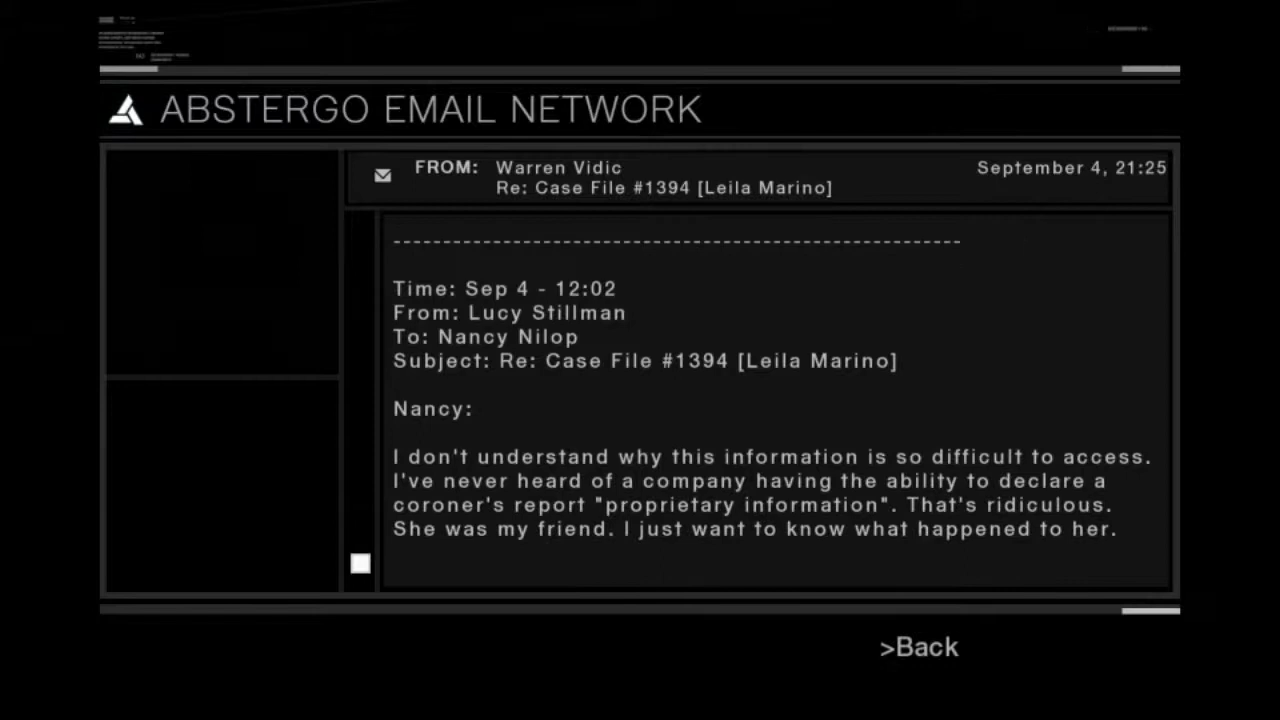 ABSTERGO EMAIL NETWORK
FROM: Warren Vidic
September 4, 21:25
Re: Case File #1394 [Leila Marino]
---------------------------------------------------------
Time: Sep 4 - 12:02
From: Lucy Stillman
To: Nancy Nilop
Subject: Re: Case File #1394 [Leila Marino]
Nancy:
I don't understand why this information is so difficult to access.
I've never heard of a company having the ability to declare a
coroner's report "proprietary information". That's ridiculous.
She was my friend. I just want to know what happened to her.
>Back